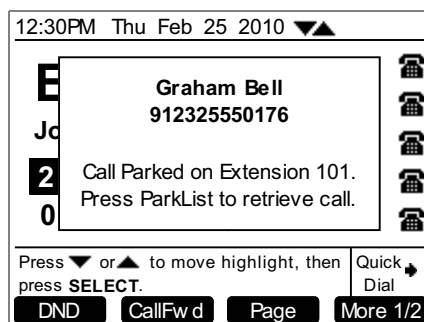 12:30PM Thu Feb 25 2010 ▼▲
E
Graham Bell
912325550176
Jo
Call Parked on Extension 101.
2
Press ParkList to retrieve call.
0
Press ▼ or ▲ to move highlight, then
press SELECT.
Quick
Dial
DND CallFwd Page More 1/2